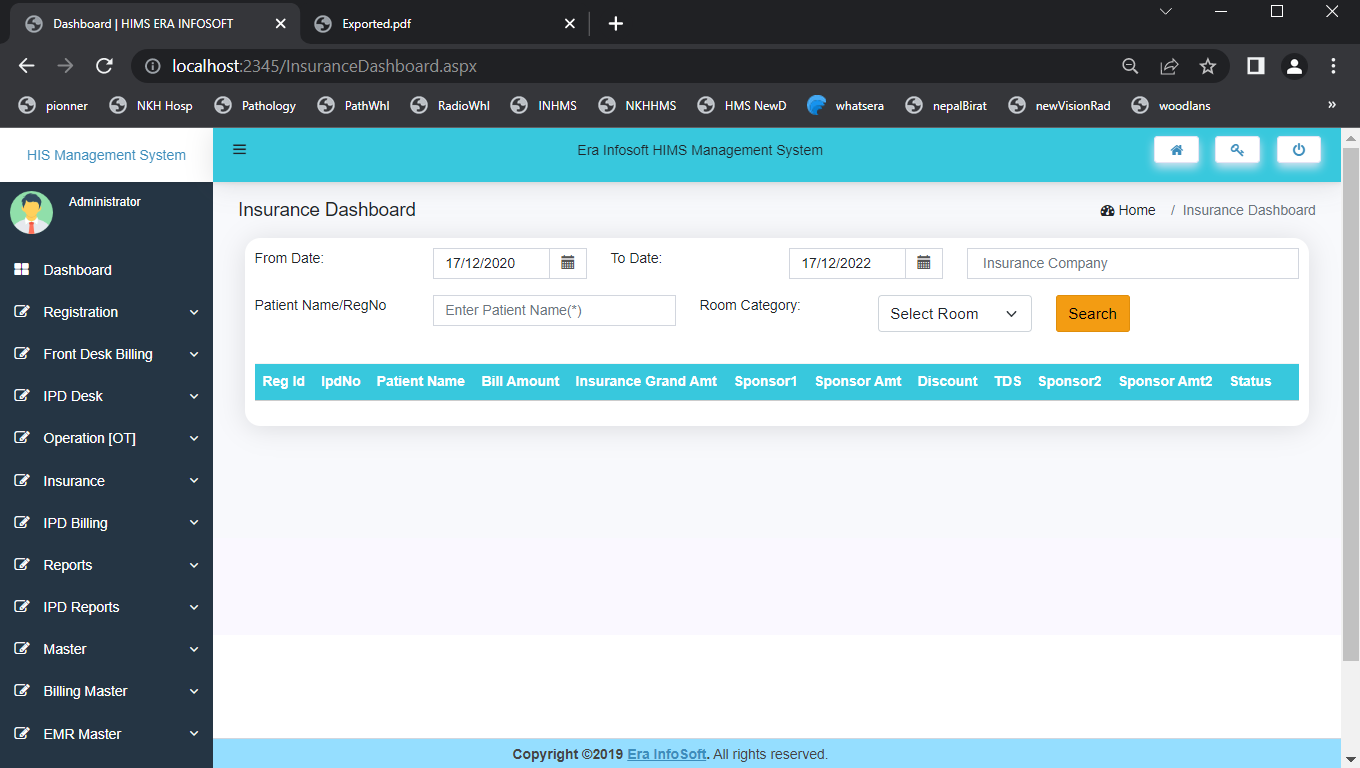 Dashboard | HIMS ERA INFOSOFT
Exported.pdf
localhost:2345/InsuranceDashboard.aspx
pionner NKH Hosp Pathology PathWhl RadioWhl INHMS NKHHMS HMS NewD whatsera nepalBirat newVisionRad woodlans »
HIS Management System
Era Infosoft HIMS Management System
Administrator
Dashboard
Registration
Front Desk Billing
IPD Desk
Operation [OT]
Insurance
IPD Billing
Reports
IPD Reports
Master
Billing Master
EMR Master
Insurance Dashboard
Home / Insurance Dashboard
From Date: 17/12/2020 To Date: 17/12/2022 Insurance Company
Patient Name/RegNo Enter Patient Name(*) Room Category: Select Room Search
Reg Id IpdNo Patient Name Bill Amount Insurance Grand Amt Sponsor1 Sponsor Amt Discount TDS Sponsor2 Sponsor Amt2 Status
Copyright ©2019 Era InfoSoft. All rights reserved.